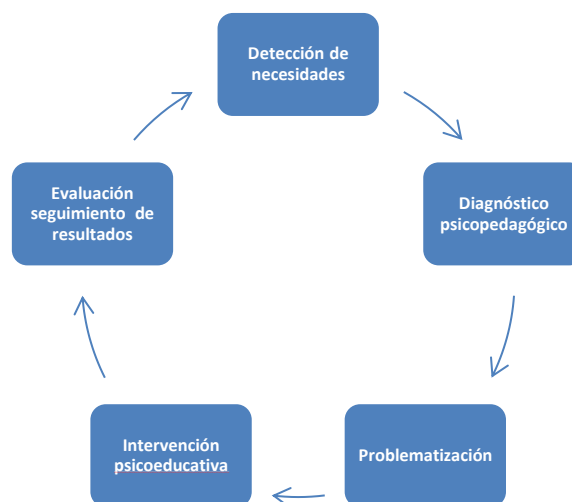 Detección de
necesidades
Diagnóstico
psicopedagógico
Problematización
Intervención
psicoeducativa
Evaluación
seguimiento de
resultados